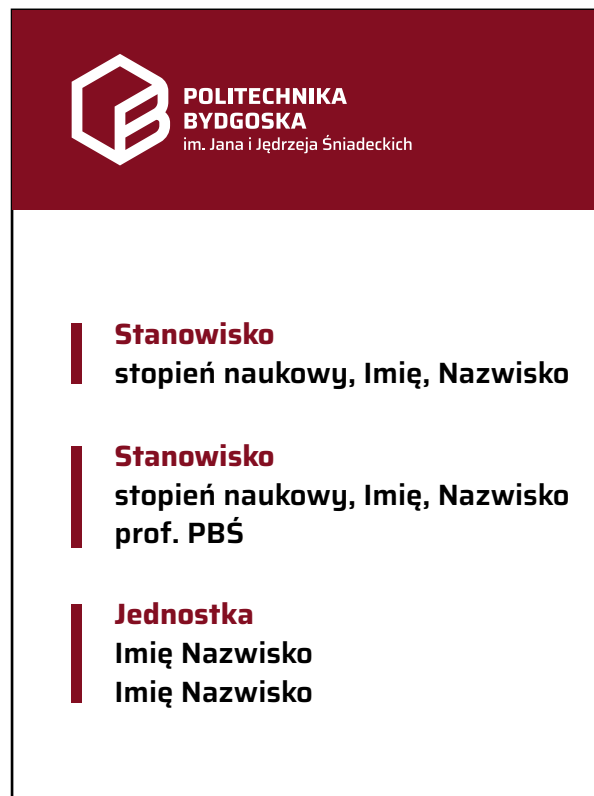 POLITECHNIKA
BYDGOSKA
im. Jana i Jędrzeja Śniadeckich
Stanowisko
stopień naukowy, Imię, Nazwisko
Stanowisko
stopień naukowy, Imię, Nazwisko
prof. PBŚ
Jednostka
Imię Nazwisko
Imię Nazwisko